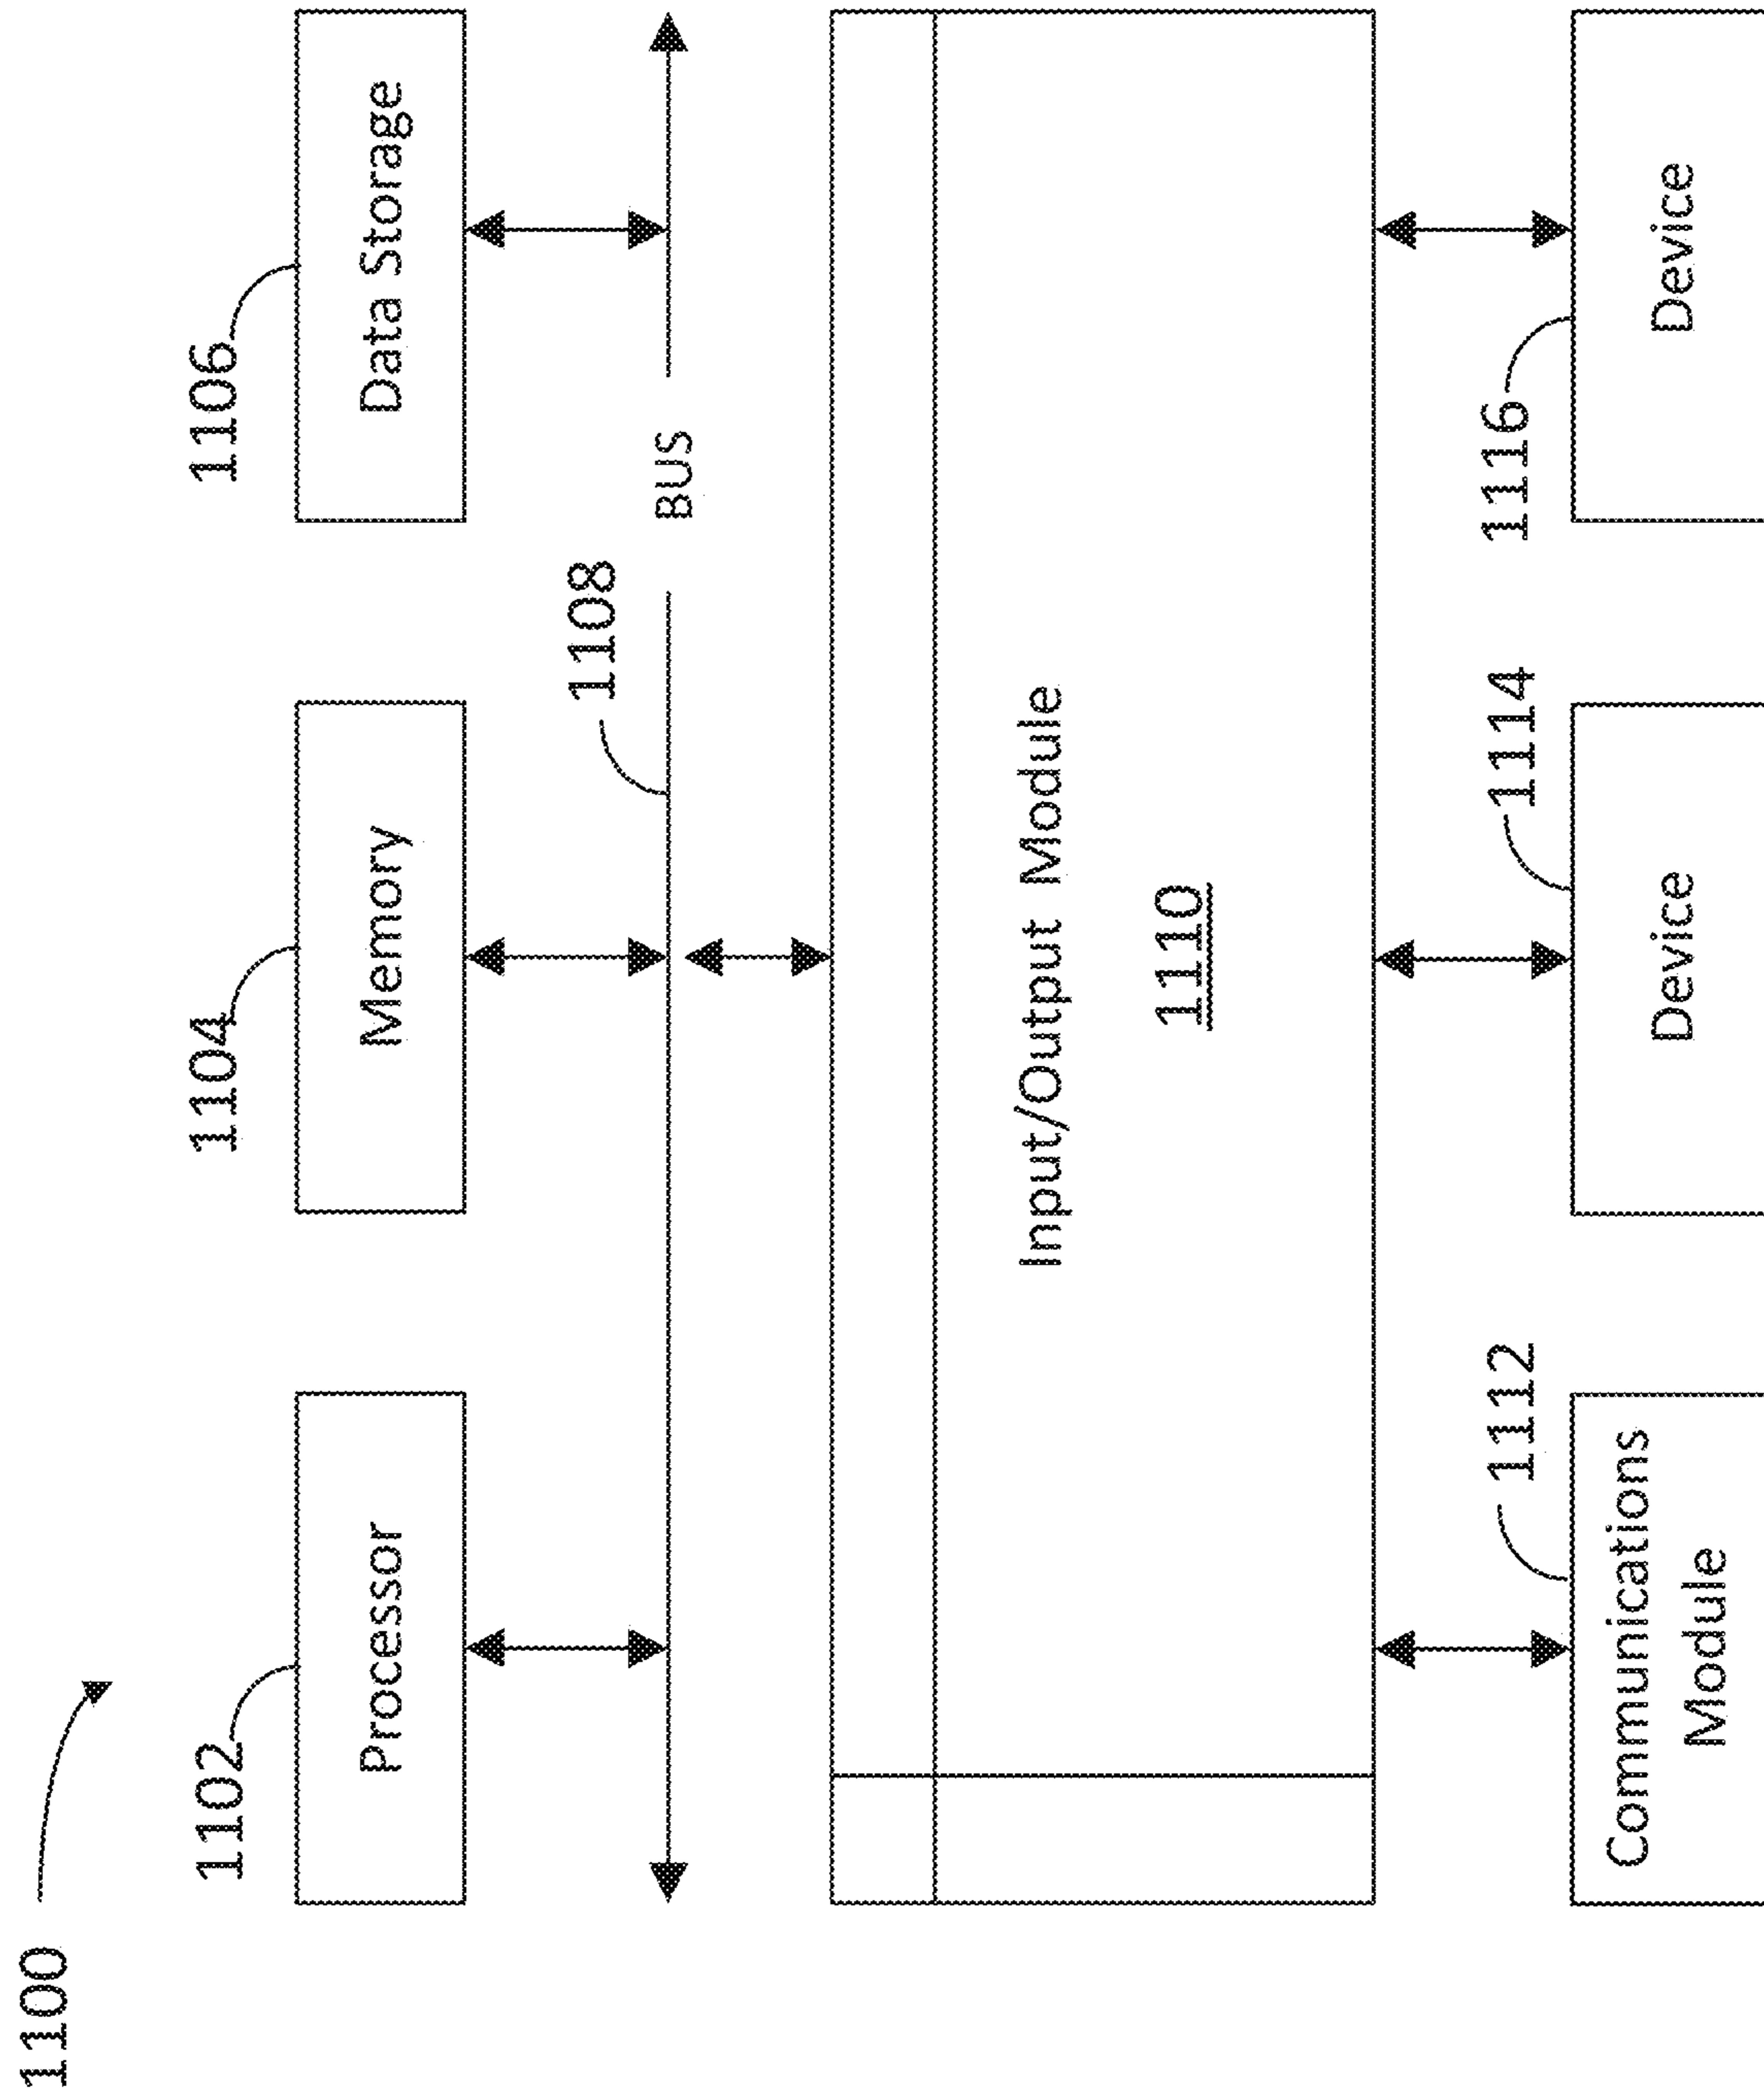 1100
1102
1104
1106
Processor
Memory
Data Storage
1108
BUS
Input/Output Module
1110
1112
1114
1116
Communications
Module
Device
Device